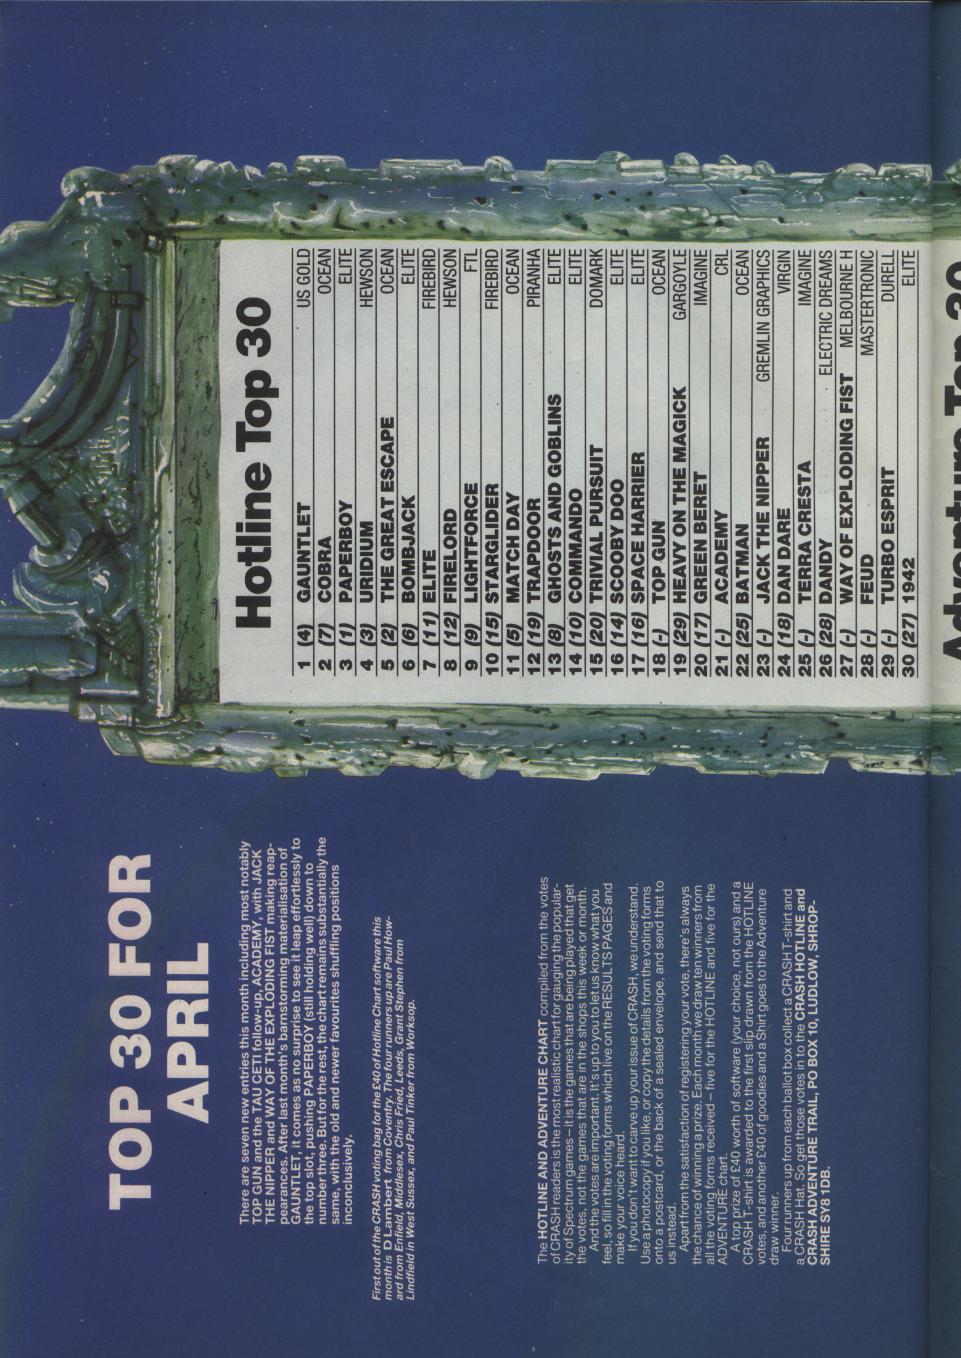 TOP 30 FOR
APRIL
There are seven new entries this month including most notably
TOP GUN and the TAU CETI follow-up, ACADEMY, with JACK
THE NIPPER and WAY OF THE EXPLODING FIST making reap-
pearances. After last month's barnstorming materialisation of
GAUNTLET, it comes as no surprise to see it leap effortlessly to
the top slot, pushing PAPERBOY (still holding well) down to
number three. But for the rest, the chart remains substantially the
same, with the old and newer favourites shuffling positions
inconclusively.
First out of the CRASH voting bag for the £40 of Hotline Chart software this
month is D Lambert from Coventry. The four runners up are Paul How-
ard from Enfield, Middlesex, Chris Fried, Leeds, Grant Stephen from
Lindfield in West Sussex, and Paul Tinker from Worksop.
The HOTLINE AND ADVENTURE CHART compiled from the votes
of CRASH readers is the most realistic chart for gauging the popular-
ity of Spectrum games – it is the games that are being played that get
the votes, not the games that are in the shops this week or month.
And the votes are important. It's up to you to let us know what you
feel, so fill in the voting forms which live on the RESULTS PAGES and
make your voice heard.
If you don't want to carve up your issue of CRASH, we understand.
Use a photocopy if you like, or copy the details from the voting forms
onto a postcard, or the back of a sealed envelope, and send that to
us instead.
Apart from the satisfaction of registering your vote, there's always
the chance of winning a prize. Each month we draw ten winners from
all the voting forms received – five for the HOTLINE and five for the
ADVENTURE chart.
A top prize of £40 worth of software (your choice, not ours) and a
CRASH T-shirt is awarded to the first slip drawn from the HOTLINE
votes, and another £40 of goodies and a Shirt goes to the Adventure
draw winner.
Four runners up from each ballot box collect a CRASH T-shirt and
a CRASH Hat. So get those votes in to the CRASH HOTLINE and
CRASH ADVENTURE TRAIL, PO BOX 10, LUDLOW, SHROP-
SHIRE SY8 1DB.
Hotline Top 30
1 (4) GAUNTLET US GOLD
2 (7) COBRA OCEAN
3 (1) PAPERBOY ELITE
4 (3) URIDIUM HEWSON
5 (2) THE GREAT ESCAPE OCEAN
6 (6) BOMBJACK ELITE
7 (11) ELITE FIREBIRD
8 (12) FIRELORD HEWSON
9 (9) LIGHTFORCE FTL
10 (15) STARGLIDER FIREBIRD
11 (5) MATCH DAY OCEAN
12 (19) TRAPDOOR PIRANHA
13 (8) GHOSTS AND GOBLINS ELITE
14 (10) COMMANDO ELITE
15 (20) TRIVIAL PURSUIT DOMARK
16 (14) SCOOBY DOO ELITE
17 (16) SPACE HARRIER ELITE
18 (-) TOP GUN OCEAN
19 (29) HEAVY ON THE MAGICK GARGOYLE
20 (17) GREEN BERET IMAGINE
21 (-) ACADEMY CRL
22 (25) BATMAN OCEAN
23 (-) JACK THE NIPPER GREMLIN GRAPHICS
24 (18) DAN DARE VIRGIN
25 (-) TERRA CRESTA IMAGINE
26 (28) DANDY ELECTRIC DREAMS
27 (-) WAY OF EXPLODING FIST MELBOURNE H
28 (-) FEUD MASTERTRONIC
29 (-) TURBO ESPRIT DURELL
30 (27) 1942 ELITE
Adventure Top 30